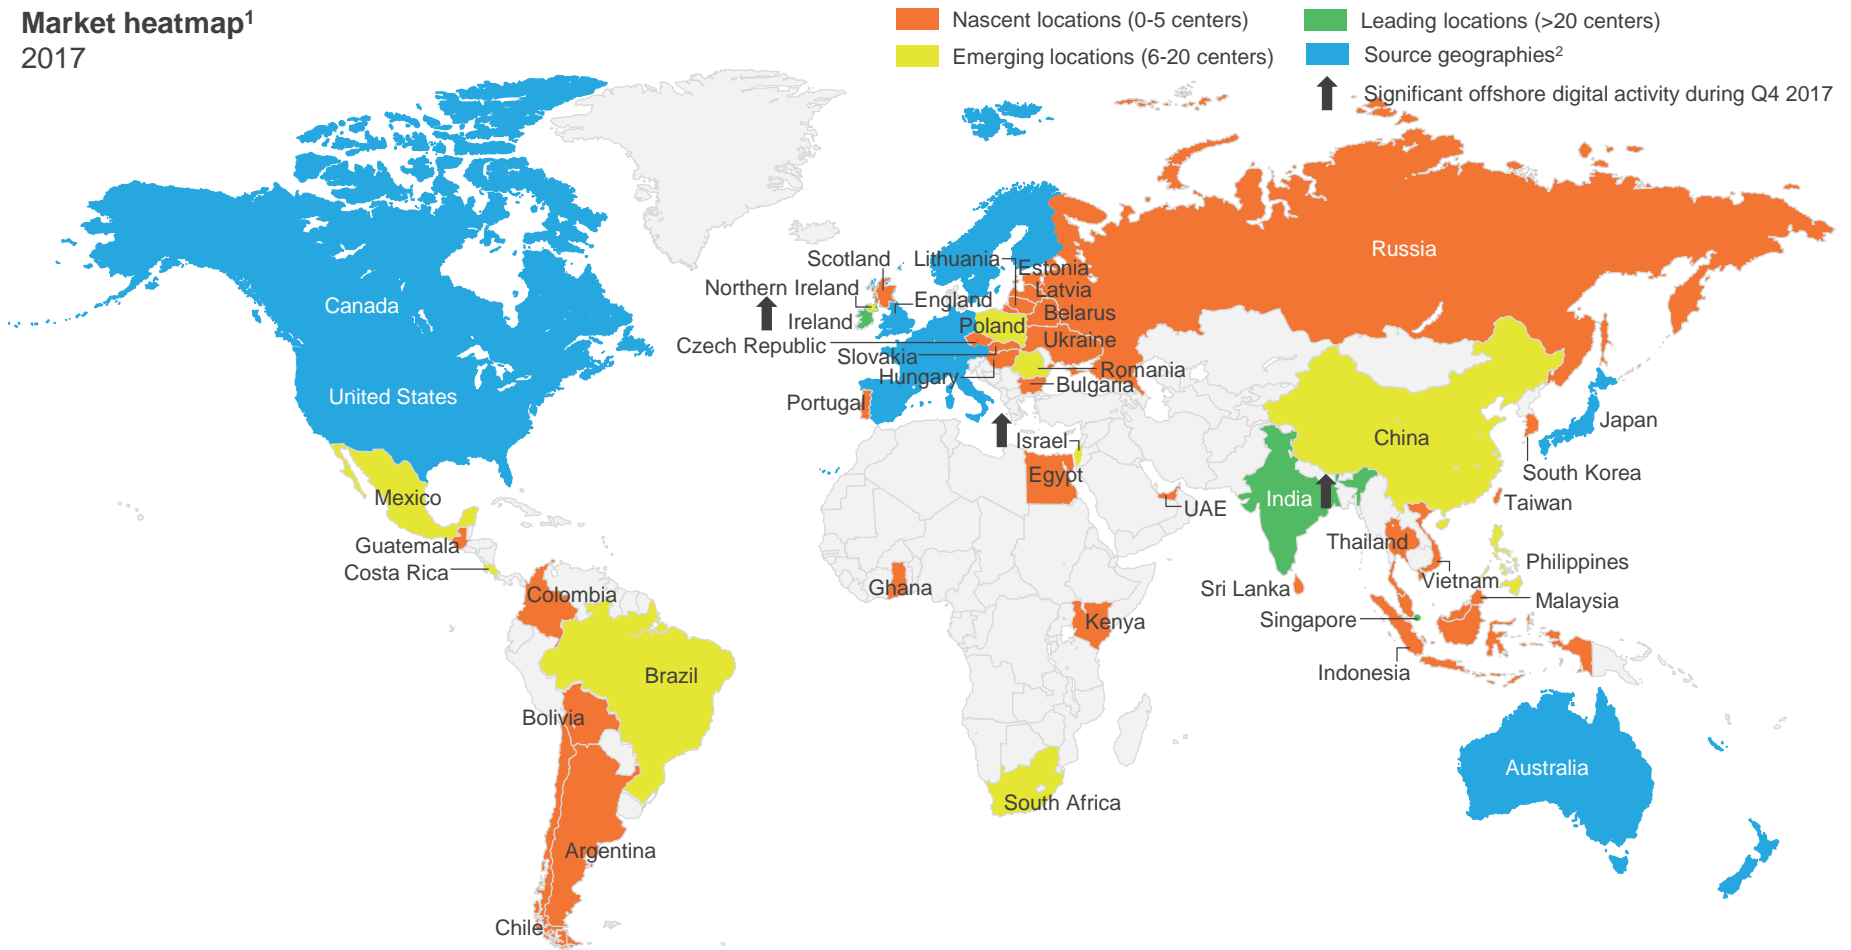 Market heatmap¹
2017
Nascent locations (0-5 centers)
Emerging locations (6-20 centers)
Leading locations (>20 centers)
Source geographies²
Significant offshore digital activity during Q4 2017
Russia
Scotland
Lithuania
Estonia
Northern Ireland
Latvia
Canada
England
Belarus
Ireland
Poland
Ukraine
Czech Republic
Slovakia
Hungary
Romania
Bulgaria
United States
Portugal
Japan
China
Israel
Egypt
South Korea
Mexico
India
UAE
Taiwan
Guatemala
Thailand
Costa Rica
Philippines
Colombia
Ghana
Sri Lanka
Vietnam
Malaysia
Kenya
Singapore
Brazil
Indonesia
Bolivia
Australia
South Africa
Argentina
Chile